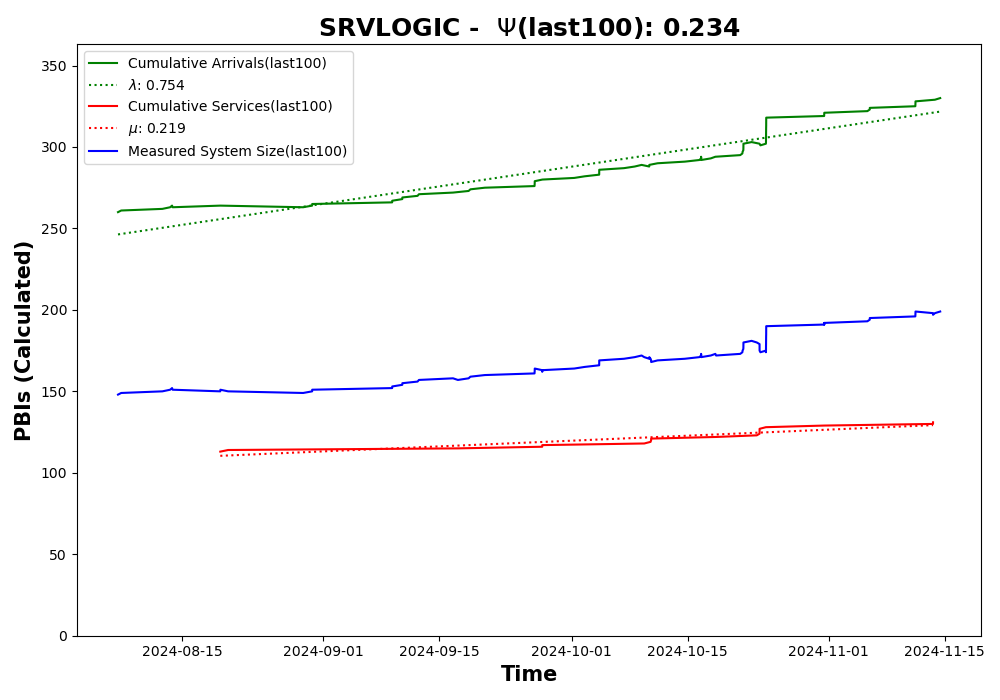 SRVLOGIC -  Ψ(last100): 0.234
Cumulative Arrivals(last100)
λ: 0.754
Cumulative Services(last100)
μ: 0.219
Measured System Size(last100)
PBIs (Calculated)
350
300
250
200
150
100
50
0
2024-08-15
2024-09-01
2024-09-15
2024-10-01
2024-10-15
2024-11-01
2024-11-15
Time